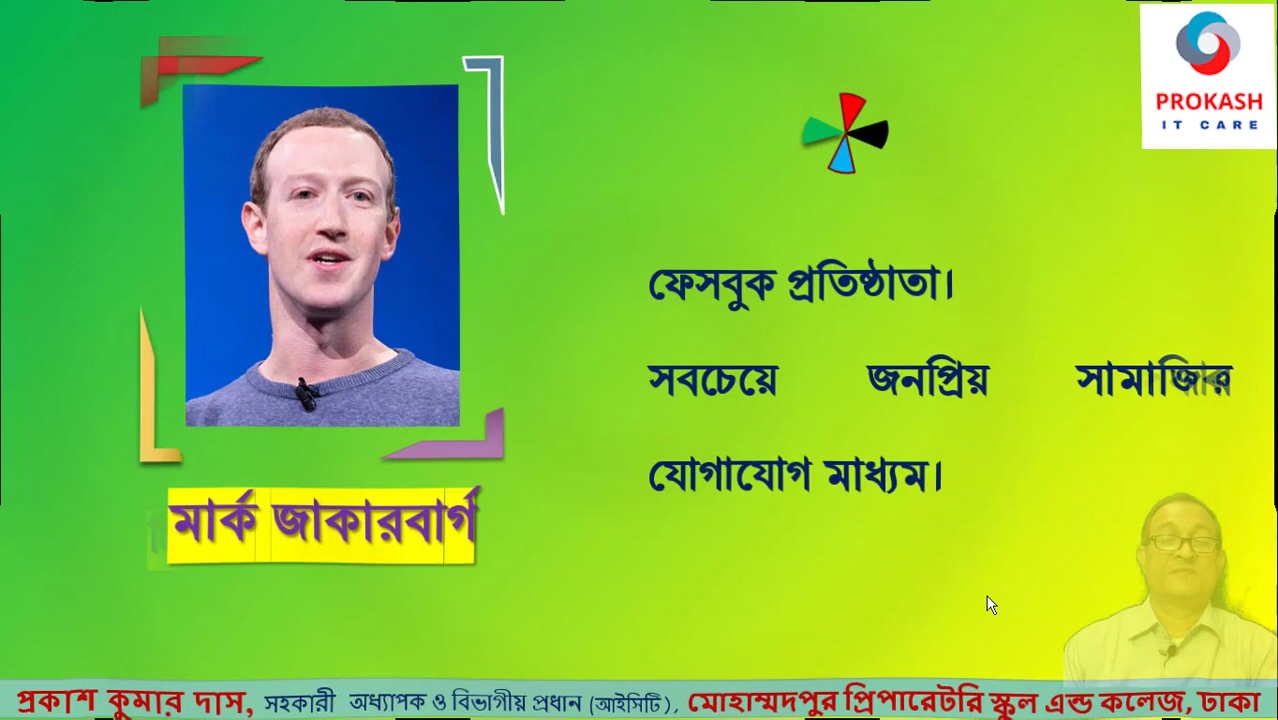 PROKASH
IT CARE
ফেসবুক প্রতিষ্ঠাতা।
সবচেয়ে জনপ্রিয় সামাজিক
যোগাযোগ মাধ্যম।
মার্ক জাকারবার্গ
প্রকাশ কুমার দাস, সহকারী অধ্যাপক ও বিভাগীয় প্রধান (আইসিটি), মোহাম্মদপুর প্রিপারেটরি স্কুল এন্ড কলেজ, ঢাকা